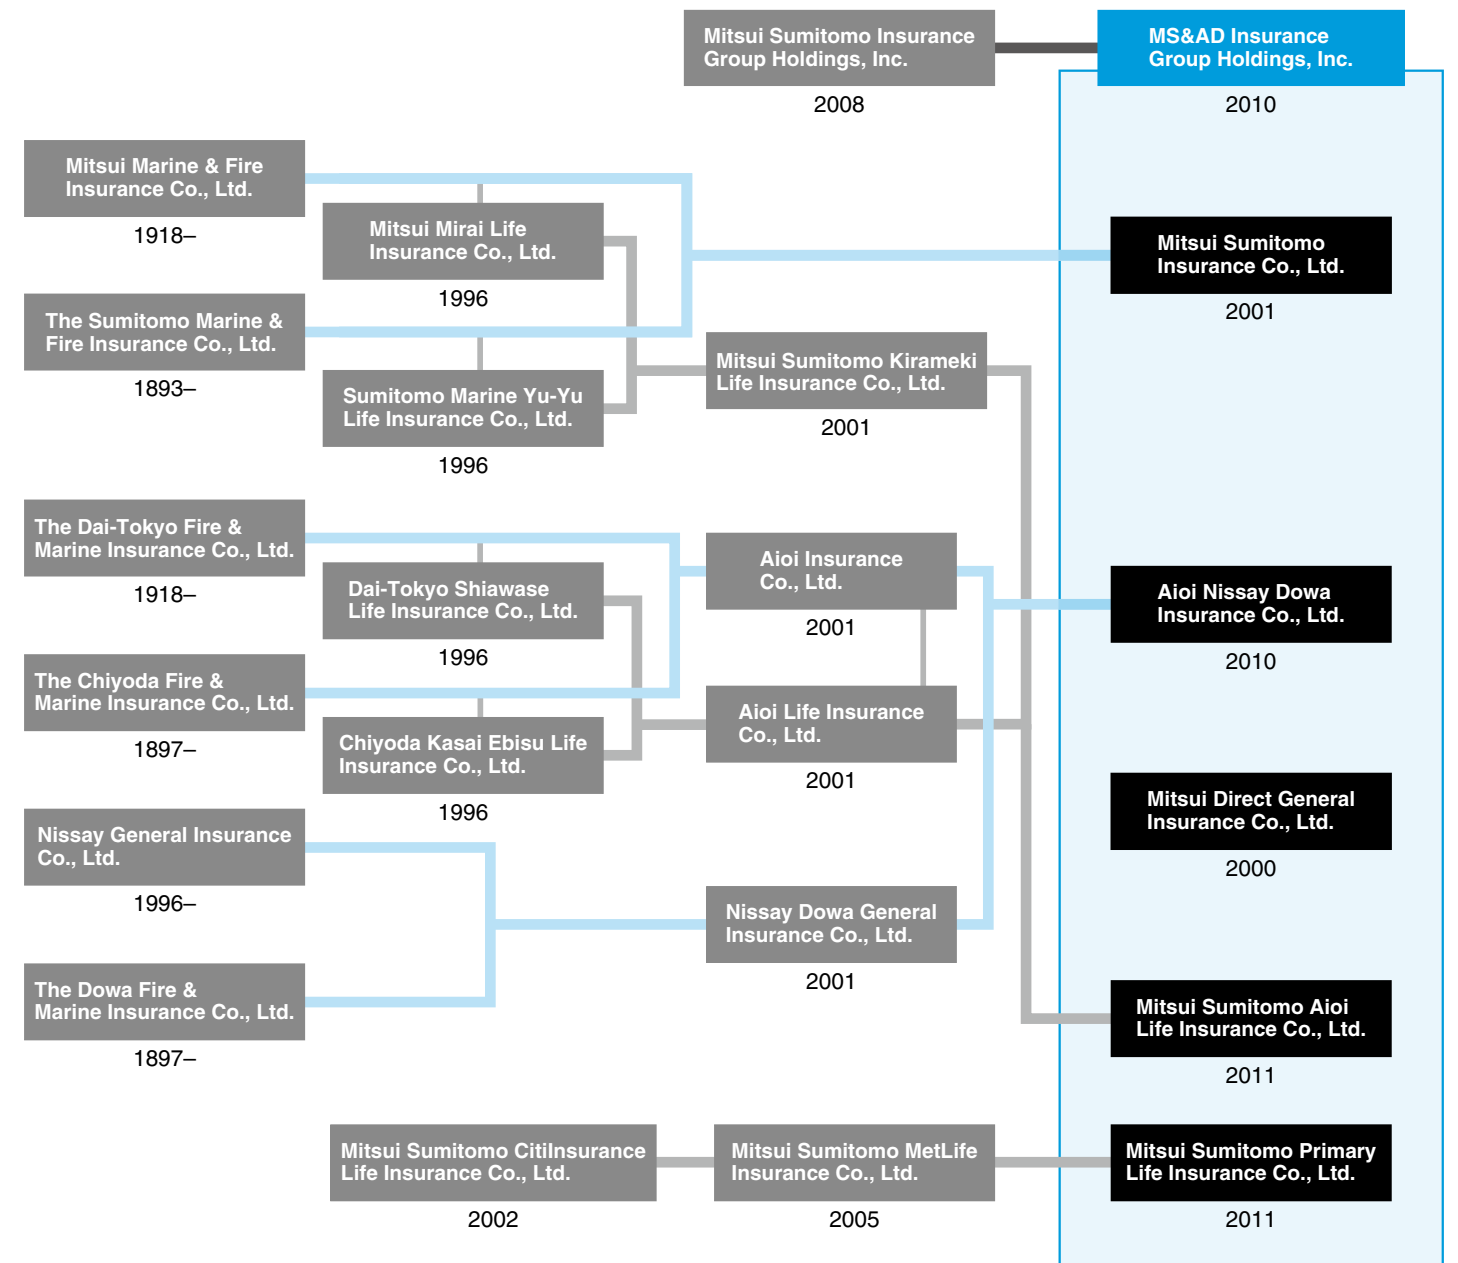 Mitsui Sumitomo Insurance
Group Holdings, Inc.
2008
MS&AD Insurance
Group Holdings, Inc.
2010
Mitsui Marine & Fire
Insurance Co., Ltd.
1918–
Mitsui Mirai Life
Insurance Co., Ltd.
1996
Mitsui Sumitomo
Insurance Co., Ltd.
2001
The Sumitomo Marine &
Fire Insurance Co., Ltd.
1893–
Sumitomo Marine Yu-Yu
Life Insurance Co., Ltd.
1996
Mitsui Sumitomo Kirameki
Life Insurance Co., Ltd.
2001
The Dai-Tokyo Fire &
Marine Insurance Co., Ltd.
1918–
Dai-Tokyo Shiawase
Life Insurance Co., Ltd.
1996
Aioi Insurance
Co., Ltd.
2001
Aioi Nissay Dowa
Insurance Co., Ltd.
2010
The Chiyoda Fire &
Marine Insurance Co., Ltd.
1897–
Chiyoda Kasai Ebisu Life
Insurance Co., Ltd.
1996
Aioi Life Insurance
Co., Ltd.
2001
Mitsui Direct General
Insurance Co., Ltd.
2000
Nissay General Insurance
Co., Ltd.
1996–
Nissay Dowa General
Insurance Co., Ltd.
2001
The Dowa Fire &
Marine Insurance Co., Ltd.
1897–
Mitsui Sumitomo Aioi
Life Insurance Co., Ltd.
2011
Mitsui Sumitomo CitiInsurance
Life Insurance Co., Ltd.
2002
Mitsui Sumitomo MetLife
Insurance Co., Ltd.
2005
Mitsui Sumitomo Primary
Life Insurance Co., Ltd.
2011